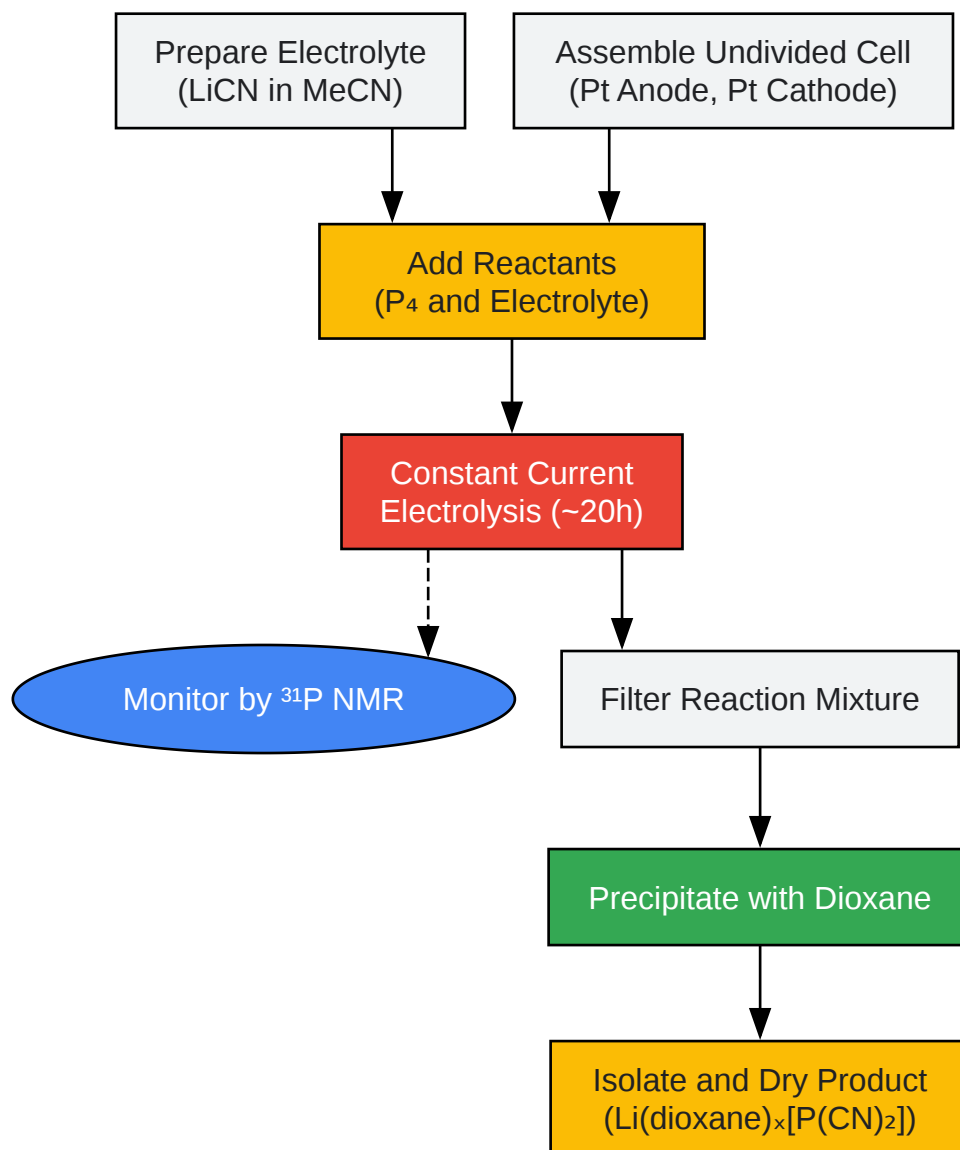 Prepare Electrolyte
(LiCN in MeCN)
Assemble Undivided Cell
(Pt Anode, Pt Cathode)
Add Reactants
(P₄ and Electrolyte)
Constant Current
Electrolysis (~20h)
Monitor by ³¹P NMR
Filter Reaction Mixture
Precipitate with Dioxane
Isolate and Dry Product
(Li(dioxane)ₓ[P(CN)₂])